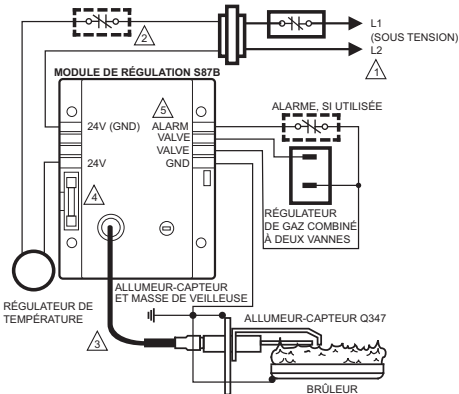 L1
(SOUS TENSION)
2
L2
1
MODULE DE RÉGULATION S87B
ALARME, SI UTILISÉE
5
24V (GND)
ALARM
VALVE
VALVE
24V
GND
4
RÉGULATEUR
DE GAZ COMBINÉ
À DEUX VANNES
RÉGULATEUR DE
TEMPÉRATURE
ALLUMEUR-CAPTEUR
ET MASSE DE VEILLEUSE
3
ALLUMEUR-CAPTEUR Q347
BRÛLEUR